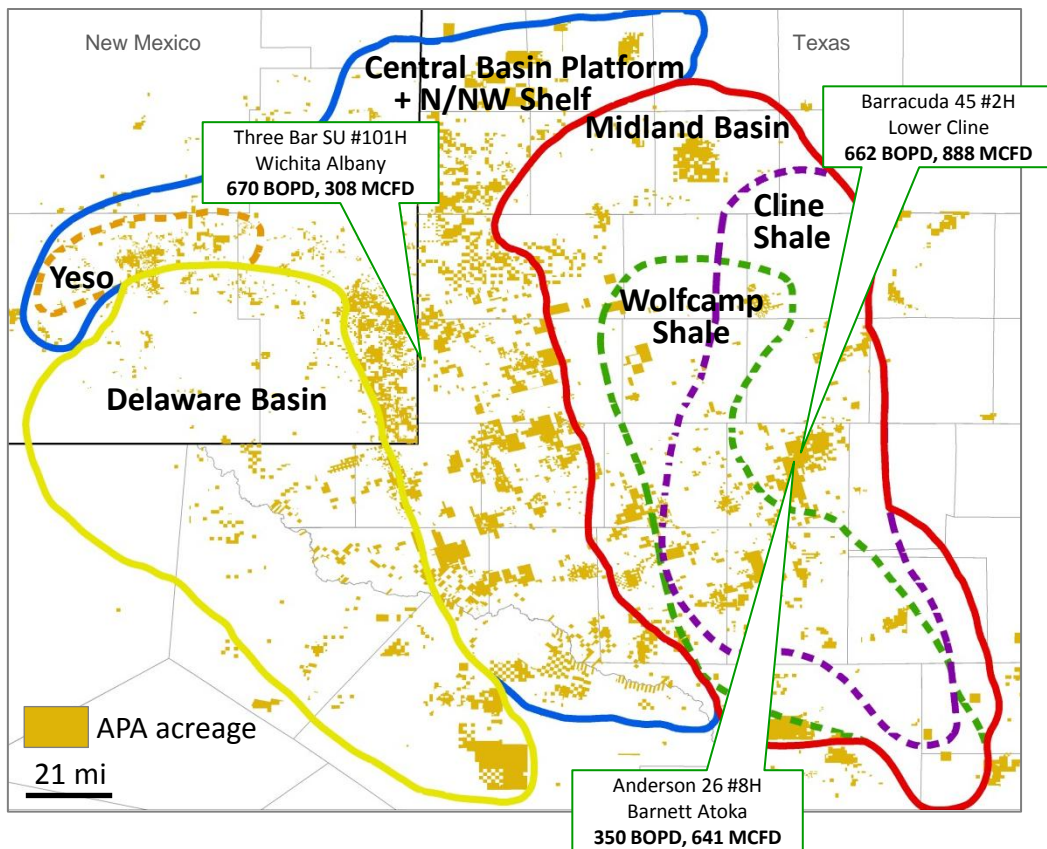 New Mexico
Texas
Central Basin Platform
+ N/NW Shelf
Three Bar SU #101H
Wichita Albany
670 BOPD, 308 MCFD
Midland Basin
Barracuda 45 #2H
Lower Cline
662 BOPD, 888 MCFD
Cline
Shale
Yeso
Wolfcamp
Shale
Delaware Basin
APA acreage
21 mi
Anderson 26 #8H
Barnett Atoka
350 BOPD, 641 MCFD